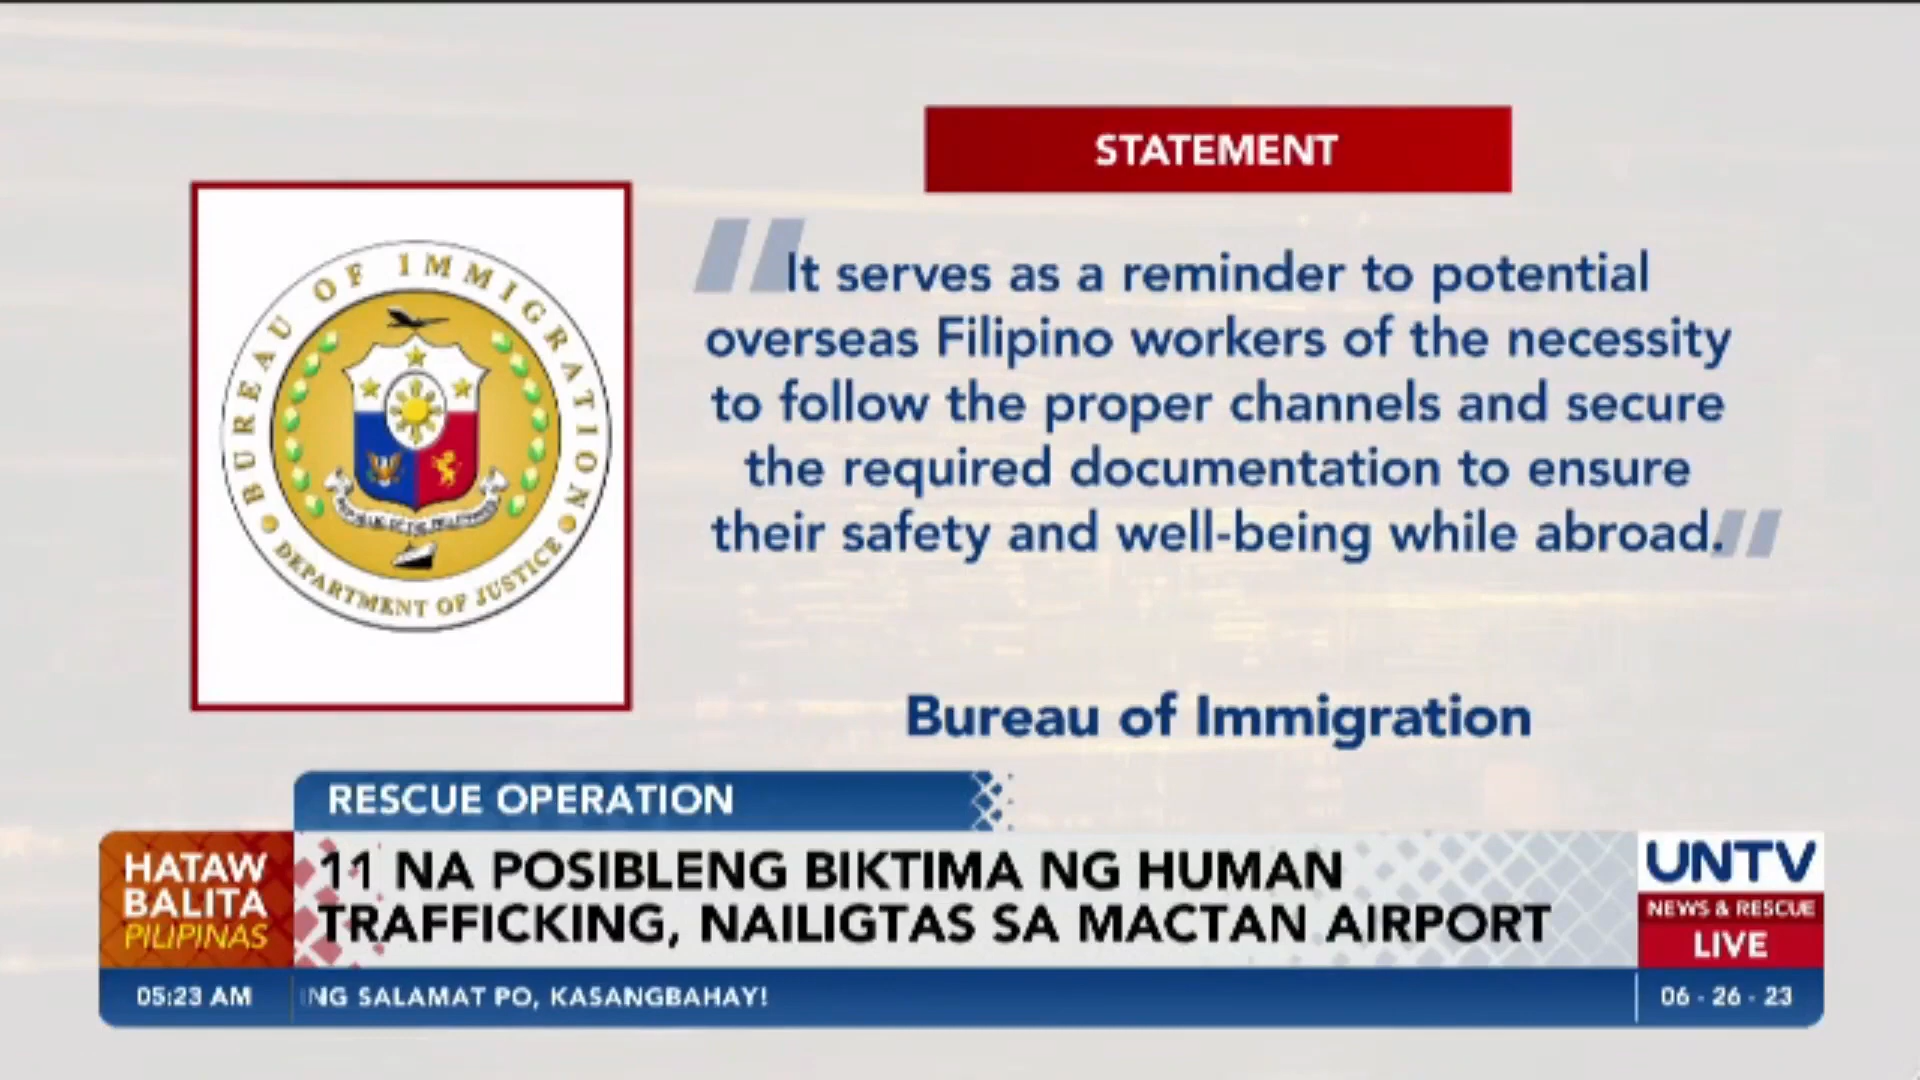 STATEMENT
It serves as a reminder to potential
overseas Filipino workers of the necessity
to follow the proper channels and secure
the required documentation to ensure
their safety and well-being while abroad.
Bureau of Immigration
BUREAU OF IMMIGRATION
DEPARTMENT OF JUSTICE
RESCUE OPERATION
HATAW
BALITA
PILIPINAS
11 NA POSIBLENG BIKTIMA NG HUMAN
TRAFFICKING, NAILIGTAS SA MACTAN AIRPORT
UNTV
NEWS & RESCUE
LIVE
05:23 AM
NG SALAMAT PO, KASANGBAHAY!
06 - 26 - 23